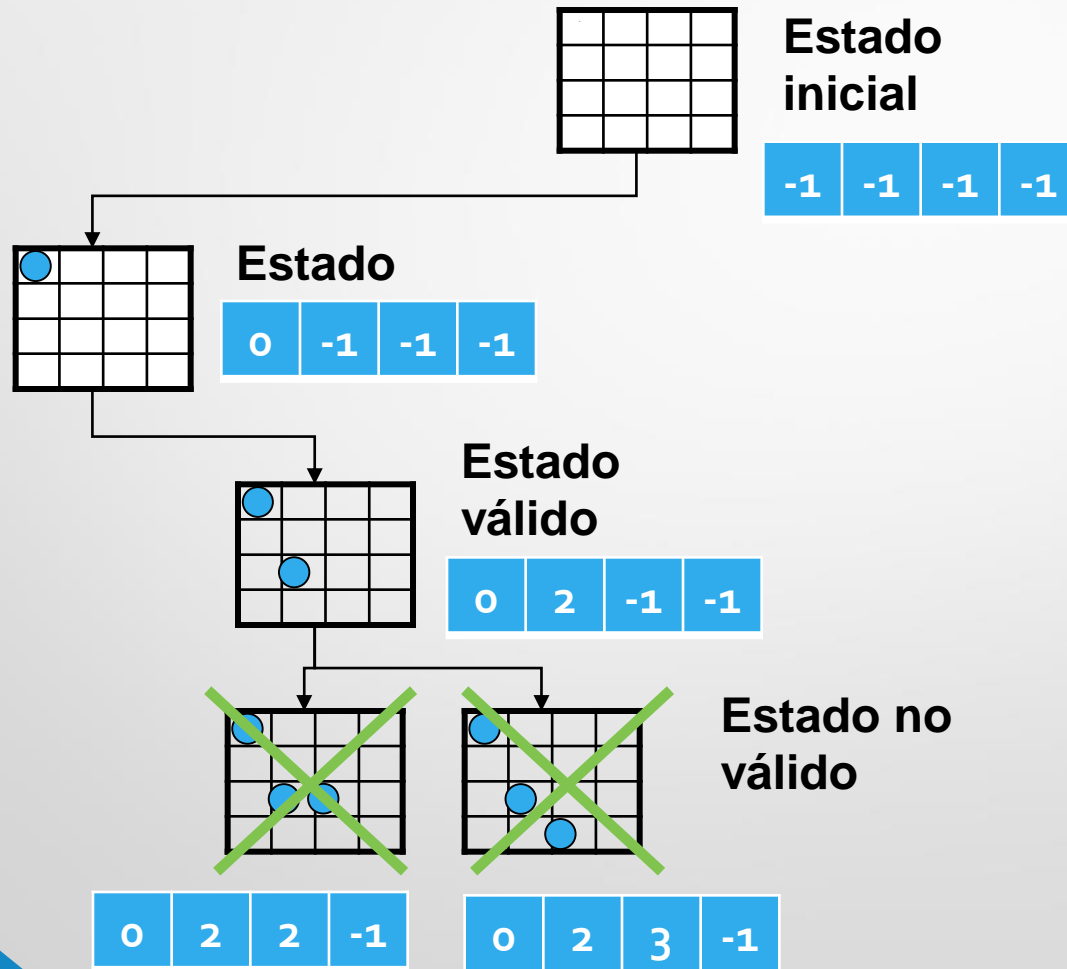 Estado
inicial
-1 -1 -1 -1
Estado
0 -1 -1 -1
Estado
válido
0 2 -1 -1
Estado no
válido
0 2 2 -1
0 2 3 -1